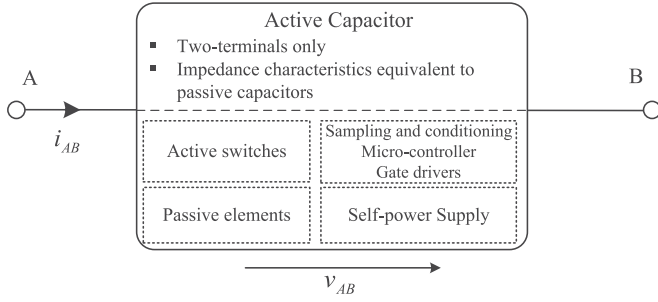 Active Capacitor
▪ Two-terminals only
▪ Impedance characteristics equivalent to
passive capacitors
A
B
i_AB
Active switches
Sampling and conditioning
Micro-controller
Gate drivers
Passive elements
Self-power Supply
v_AB